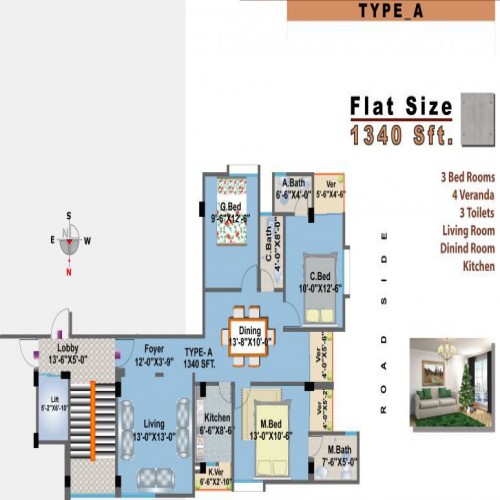 TYPE_A
Flat Size
1340 Sft.
3 Bed Rooms
4 Veranda
3 Toilets
Living Room
Dinind Room
Kitchen
ROAD SIDE
S
N
E
W
N
A.Bath
6'-6"X4'-0"
Ver
5'-6"X4'-6"
G.Bed
9'-6"X12'-6"
C.Bath
4'-0"X8'-0"
C.Bed
10'-0"X12'-6"
Dining
13'-8"X10'-6"
Ver
4'-0"X5'-6"
Ver
4'-0"X5'-2"
Lobby
13'-6"X5'-0"
Foyer
12'-0"X3'-9"
TYPE- A
1340 SFT.
Lift
5'-2"X6'-10"
Living
13'-0"X13'-0"
Kitchen
6'-6"X8'-6"
M.Bed
13'-0"X10'-6"
K.Ver
6'-6"X2'-10"
M.Bath
7'-6"X5'-0"